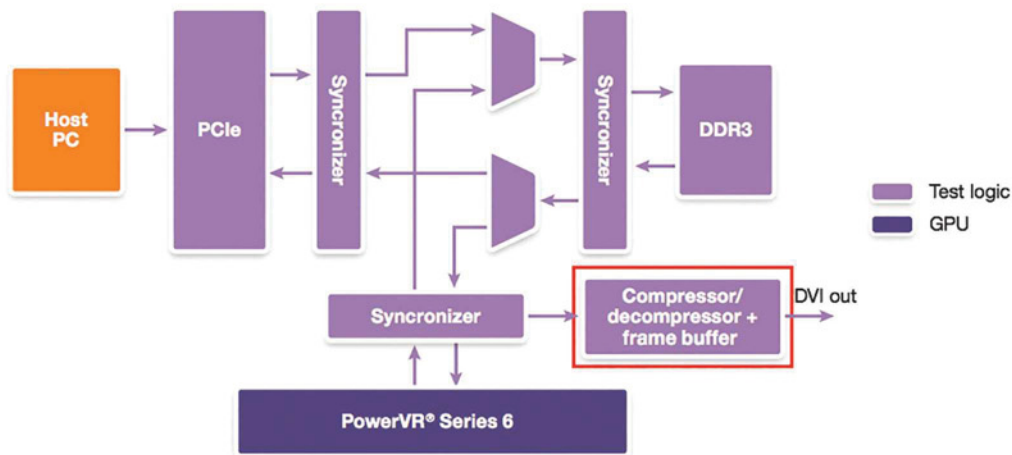 Host
PC
PCIe
Syncronizer
Syncronizer
DDR3
Test logic
GPU
Syncronizer
Compressor/
decompressor +
frame buffer
DVI out
PowerVR® Series 6